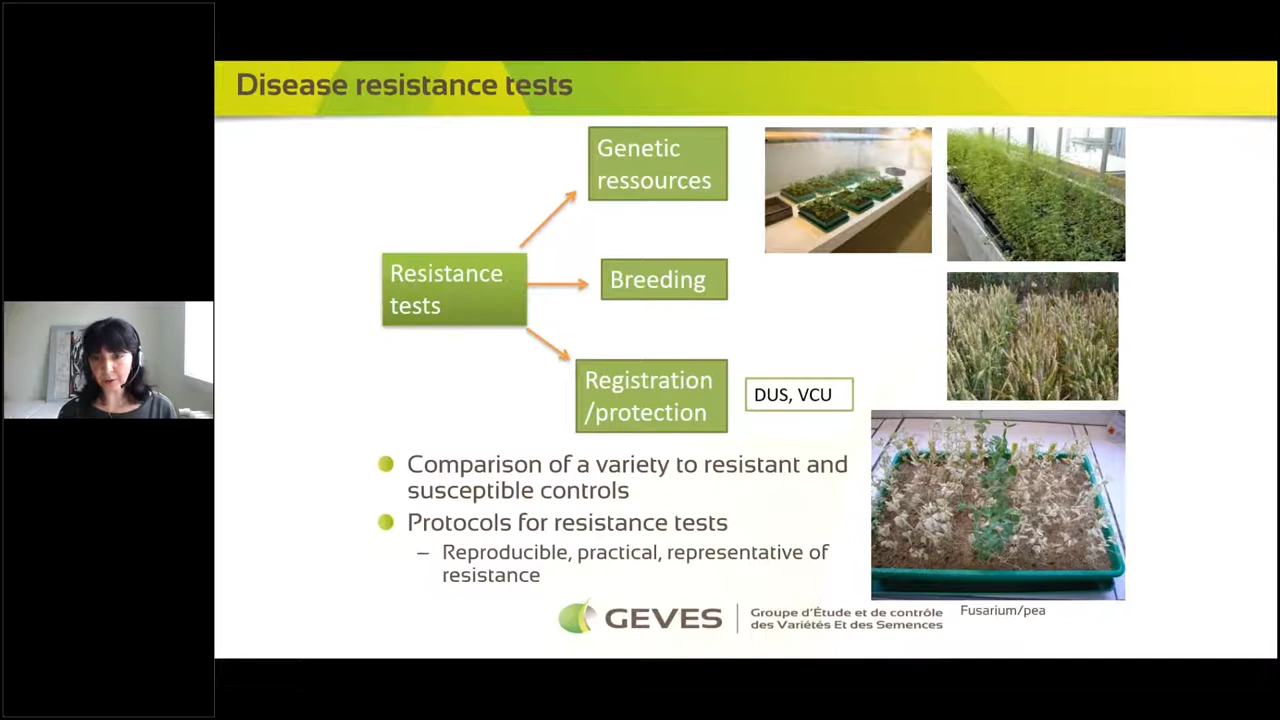 Disease resistance tests
Genetic
ressources
Resistance
tests
Breeding
Registration
/protection
DUS, VCU
Comparison of a variety to resistant and
susceptible controls
Protocols for resistance tests
– Reproducible, practical, representative of
resistance
GEVES
Groupe d'Étude et de contrôle
des Variétés Et des Semences
Fusarium/pea